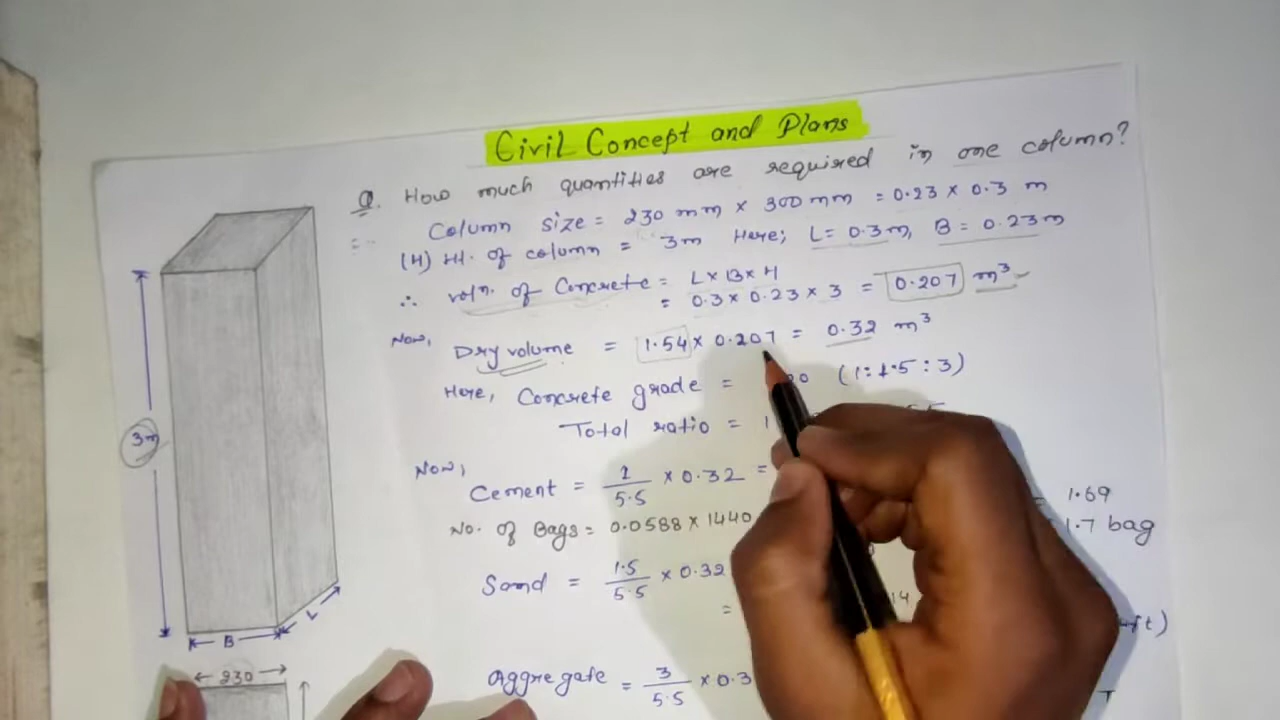 Civil Concept and Plans
Q. How much quantities are required in one column?
Column size = 230 mm × 300 mm = 0.23 × 0.3 m
(H) Ht. of column = 3m Here; L = 0.3m, B = 0.23m
∴ voln. of Concrete = L × B × H
= 0.3 × 0.23 × 3 = 0.207 m³
Now, Dry volume = 1.54 × 0.207 = 0.32 m³
Here, Concrete grade = (1:1.5:3)
Total ratio = 1
Now,
Cement = 1/5.5 × 0.32 = 1.69
No. of Bags = 0.0588 × 1440 1.7 bag
Sand = 1.5/5.5 × 0.32
=
Aggregate = 3/5.5 × 0.3
3m
B
L
230